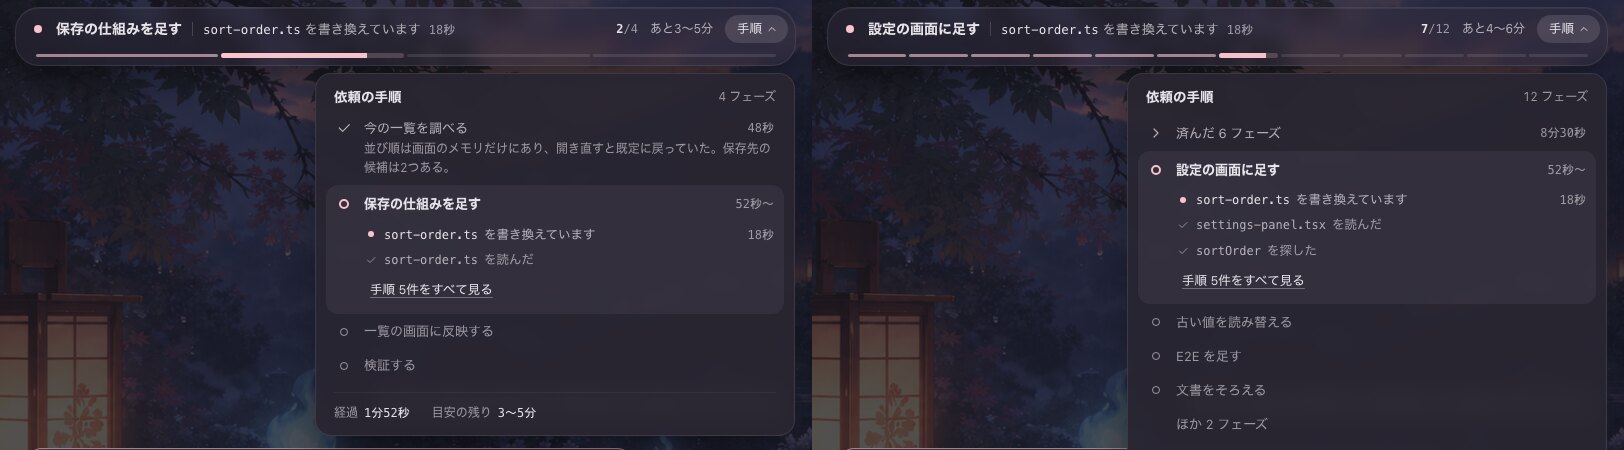 保存の仕組みを足す sort-order.ts を書き換えています 18秒 2/4 あと3〜5分 手順
依頼の手順 4 フェーズ
今の一覧を調べる 48秒
並び順は画面のメモリだけにあり、開き直すと既定に戻っていた。保存先の
候補は2つある。
保存の仕組みを足す 52秒〜
sort-order.ts を書き換えています 18秒
sort-order.ts を読んだ
手順 5件をすべて見る
一覧の画面に反映する
検証する
経過 1分52秒 目安の残り 3〜5分
設定の画面に足す sort-order.ts を書き換えています 18秒 7/12 あと4〜6分 手順
依頼の手順 12 フェーズ
済んだ 6 フェーズ 8分30秒
設定の画面に足す 52秒〜
sort-order.ts を書き換えています 18秒
settings-panel.tsx を読んだ
sortOrder を探した
手順 5件をすべて見る
古い値を読み替える
E2E を足す
文書をそろえる
ほか 2 フェーズ